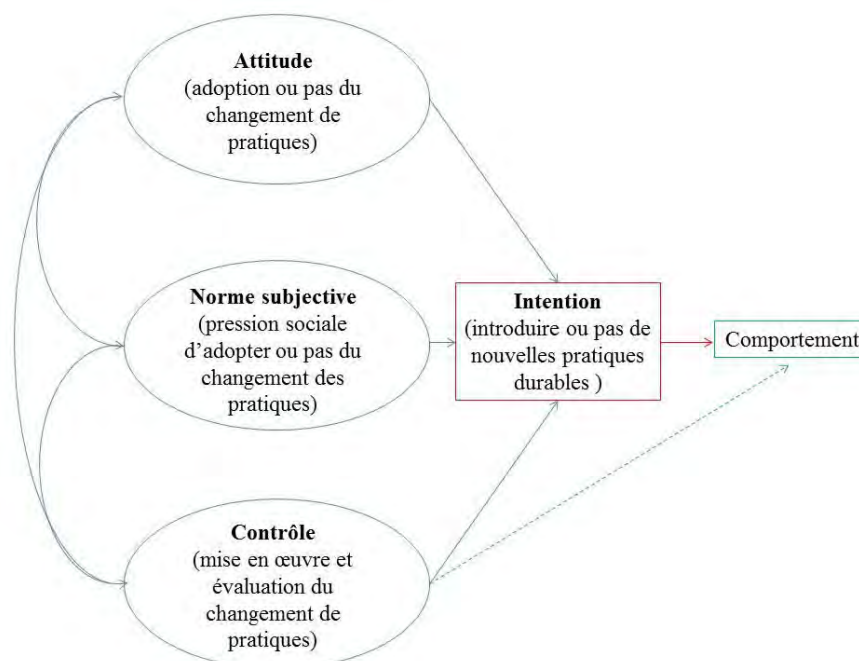 Attitude
(adoption ou pas du
changement de
pratiques)
Norme subjective
(pression sociale
d'adopter ou pas du
changement des
pratiques)
Intention
(introduire ou pas de
nouvelles pratiques
durables )
Comportement
Contrôle
(mise en œuvre et
évaluation du
changement de
pratiques)